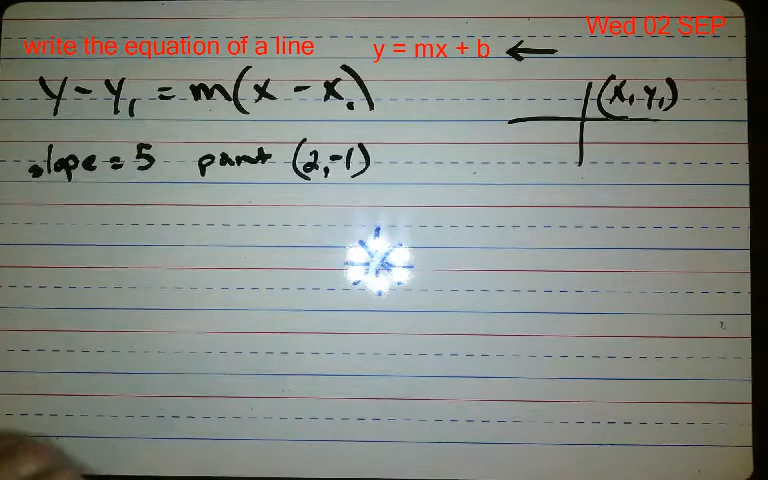 Wed 02 SEP
write the equation of a line y = mx + b ←
y - y₁ = m(x - x₁)
(x₁ y₁)
slope = 5 point (2,-1)